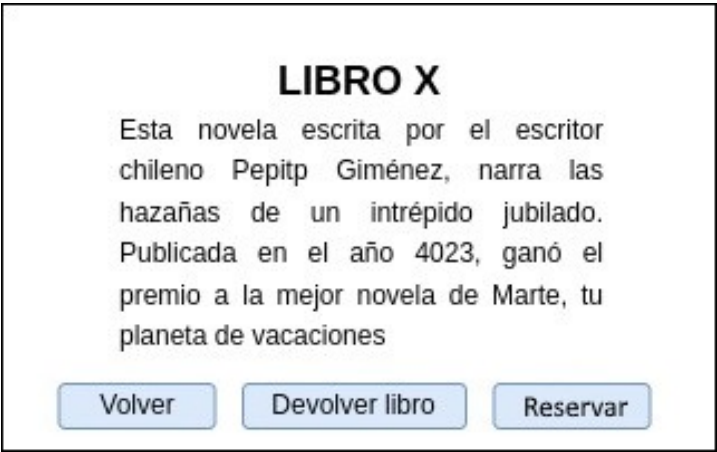 LIBRO X
Esta novela escrita por el escritor
chileno Pepitp Giménez, narra las
hazañas de un intrépido jubilado.
Publicada en el año 4023, ganó el
premio a la mejor novela de Marte, tu
planeta de vacaciones
Volver Devolver libro Reservar